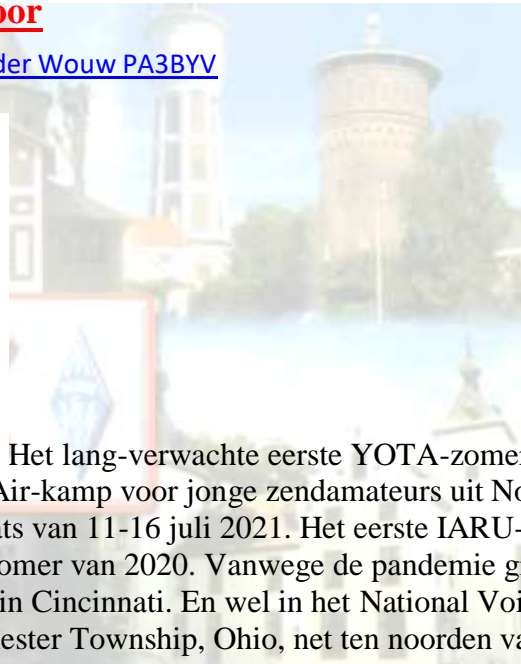 oor
der Wouw PA3BYV
Het lang-verwachte eerste YOTA-zomer
Air-kamp voor jonge zendamateurs uit No
ats van 11-16 juli 2021. Het eerste IARU-
omer van 2020. Vanwege de pandemie g
in Cincinnati. En wel in het National Voi
ester Township, Ohio, net ten noorden va